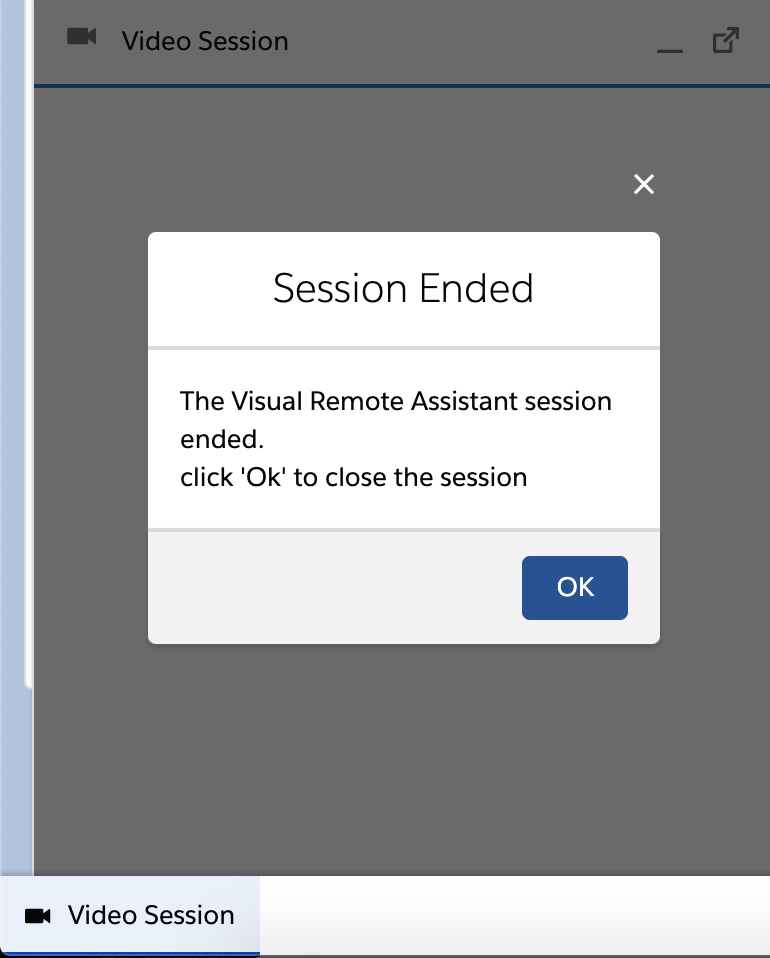 Video Session
Session Ended
The Visual Remote Assistant session
ended.
click 'Ok' to close the session
OK
Video Session